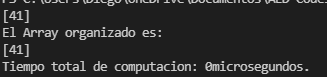 [41]
El Array organizado es:
[41]
Tiempo total de computacion: 0microsegundos.